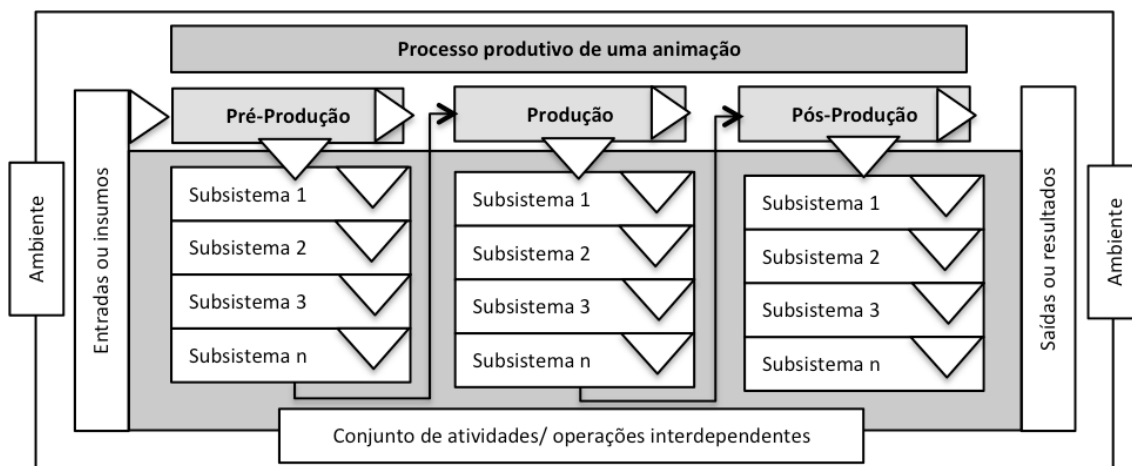 Processo produtivo de uma animação
Ambiente
Entradas ou insumos
Pré-Produção
Subsistema 1
Subsistema 2
Subsistema 3
Subsistema n
Produção
Subsistema 1
Subsistema 2
Subsistema 3
Subsistema n
Pós-Produção
Subsistema 1
Subsistema 2
Subsistema 3
Subsistema n
Saídas ou resultados
Ambiente
Conjunto de atividades/ operações interdependentes